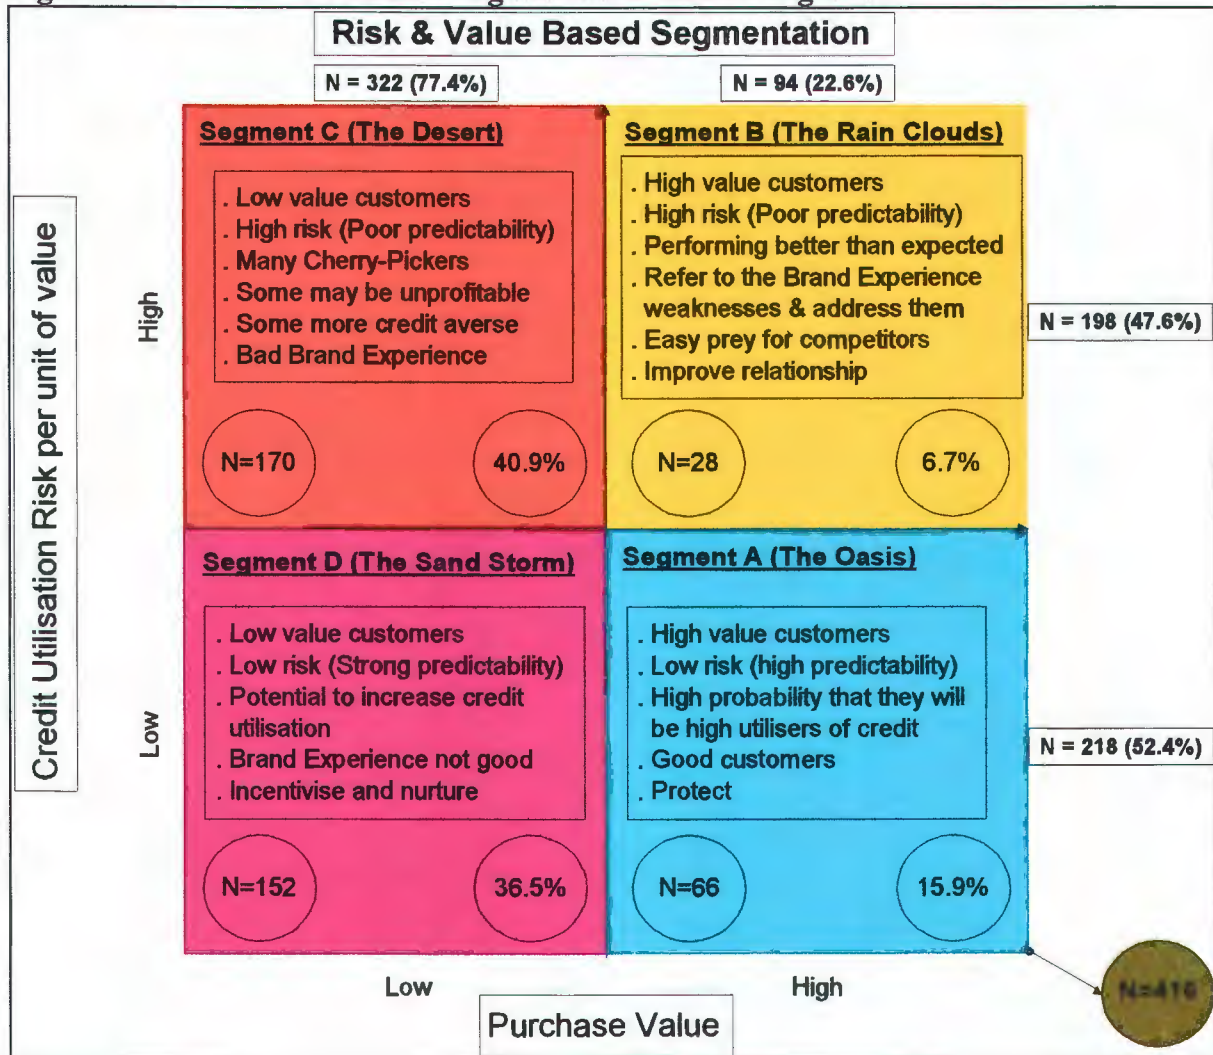 Risk & Value Based Segmentation
N = 322 (77.4%)
N = 94 (22.6%)
Segment C (The Desert)
. Low value customers
. High risk (Poor predictability)
. Many Cherry-Pickers
. Some may be unprofitable
. Some more credit averse
. Bad Brand Experience
N=170
40.9%
Segment B (The Rain Clouds)
. High value customers
. High risk (Poor predictability)
. Performing better than expected
. Refer to the Brand Experience
weaknesses & address them
. Easy prey for competitors
. Improve relationship
N=28
6.7%
N = 198 (47.6%)
Credit Utilisation Risk per unit of value
High
Low
Segment D (The Sand Storm)
. Low value customers
. Low risk (Strong predictability)
. Potential to increase credit
utilisation
. Brand Experience not good
. Incentivise and nurture
N=152
36.5%
Segment A (The Oasis)
. High value customers
. Low risk (high predictability)
. High probability that they will
be high utilisers of credit
. Good customers
. Protect
N=66
15.9%
N = 218 (52.4%)
Low
High
N=416
Purchase Value